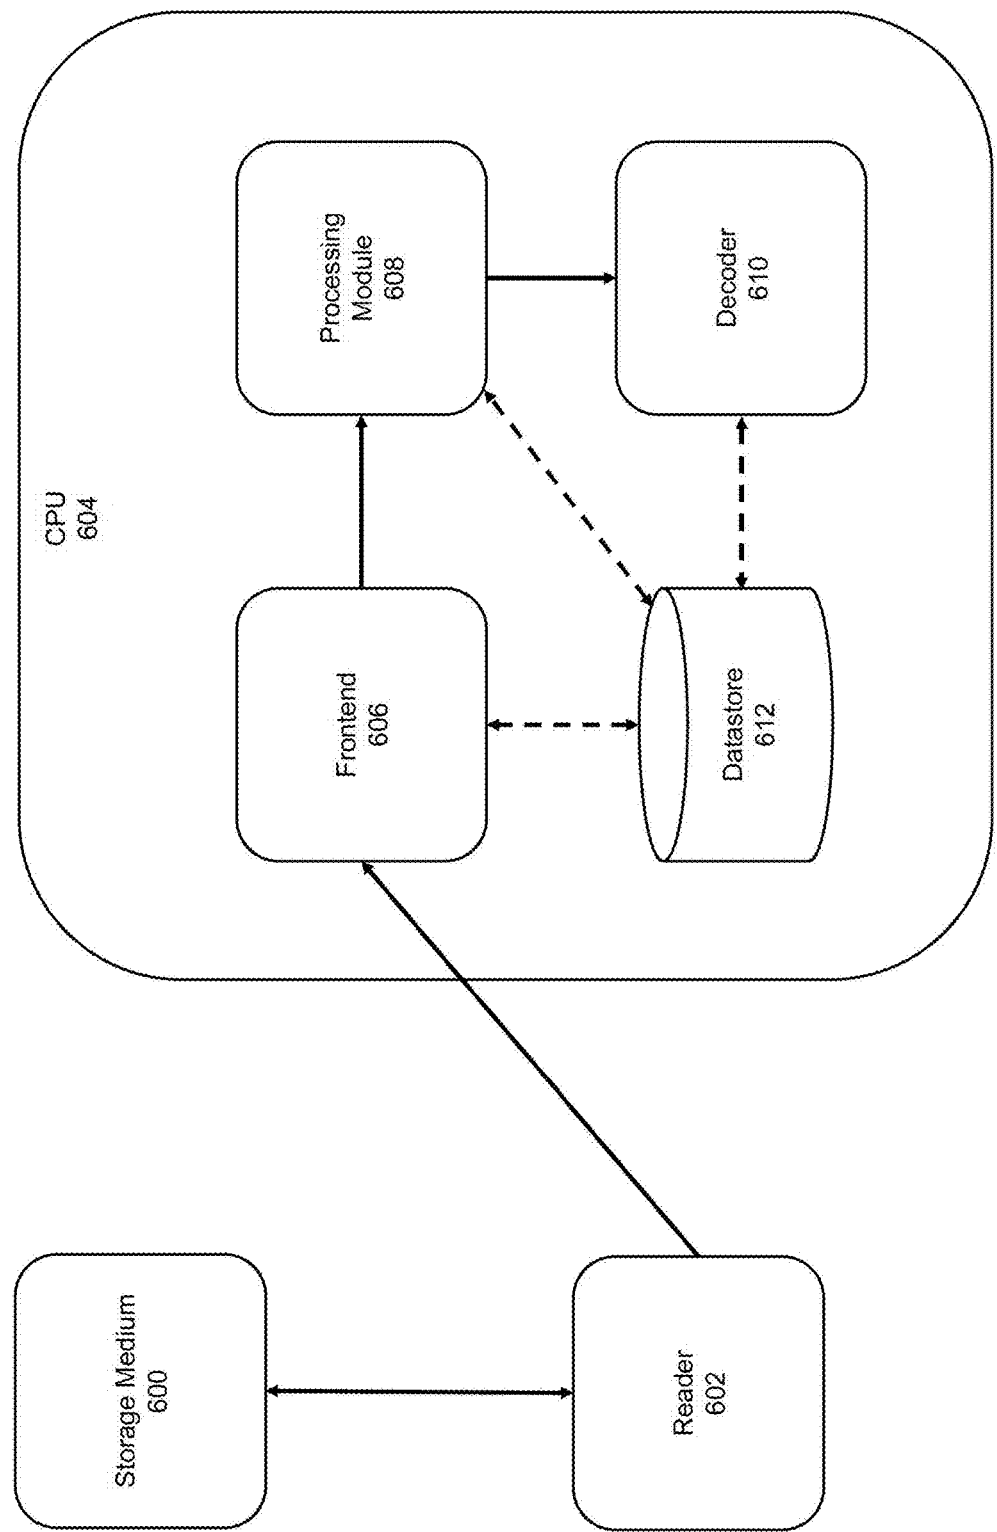 Storage Medium
600
Reader
602
CPU
604
Frontend
606
Processing
Module
608
Datastore
612
Decoder
610